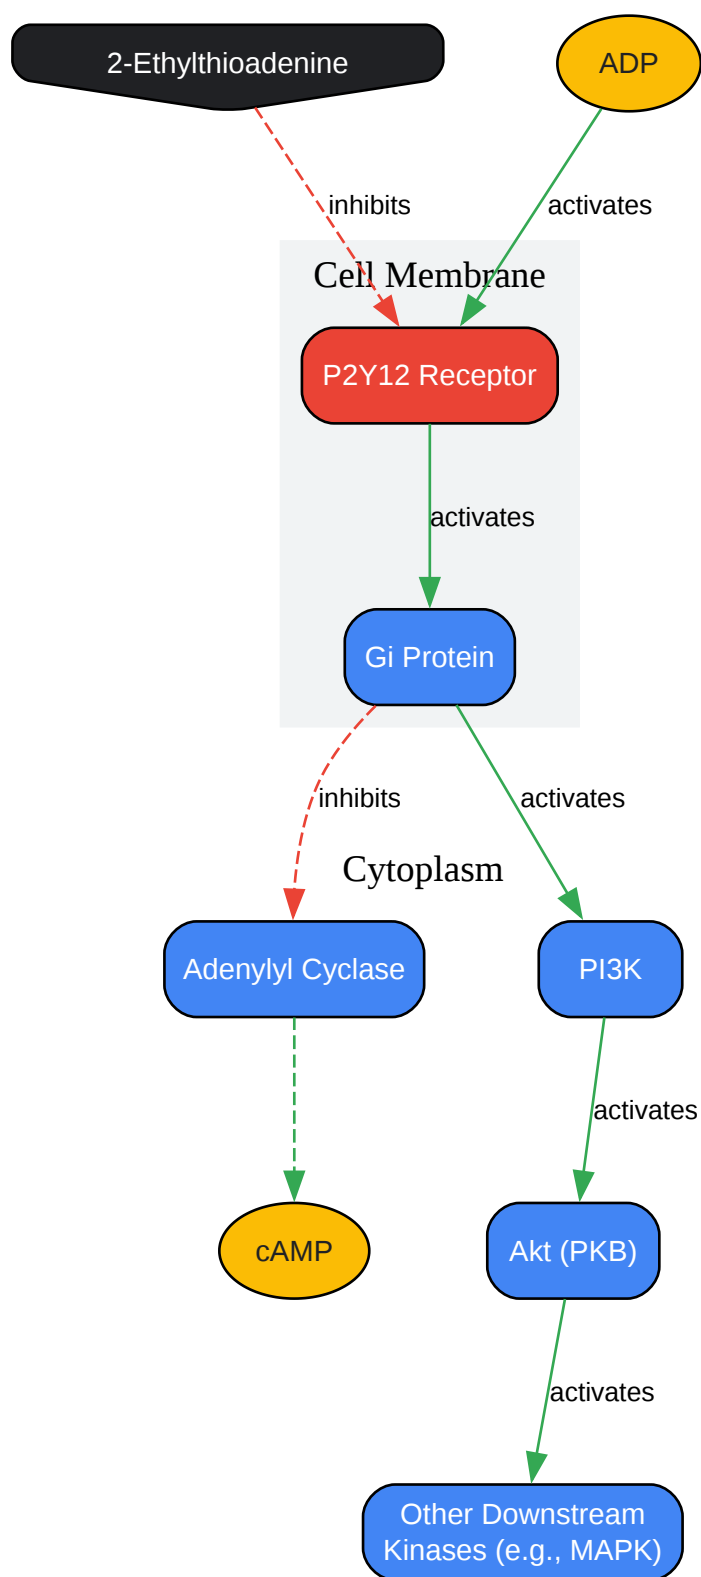 2-Ethylthioadenine
ADP
inhibits
activates
Cell Membrane
P2Y12 Receptor
activates
Gi Protein
inhibits
activates
Cytoplasm
Adenylyl Cyclase
PI3K
activates
cAMP
Akt (PKB)
activates
Other Downstream
Kinases (e.g., MAPK)